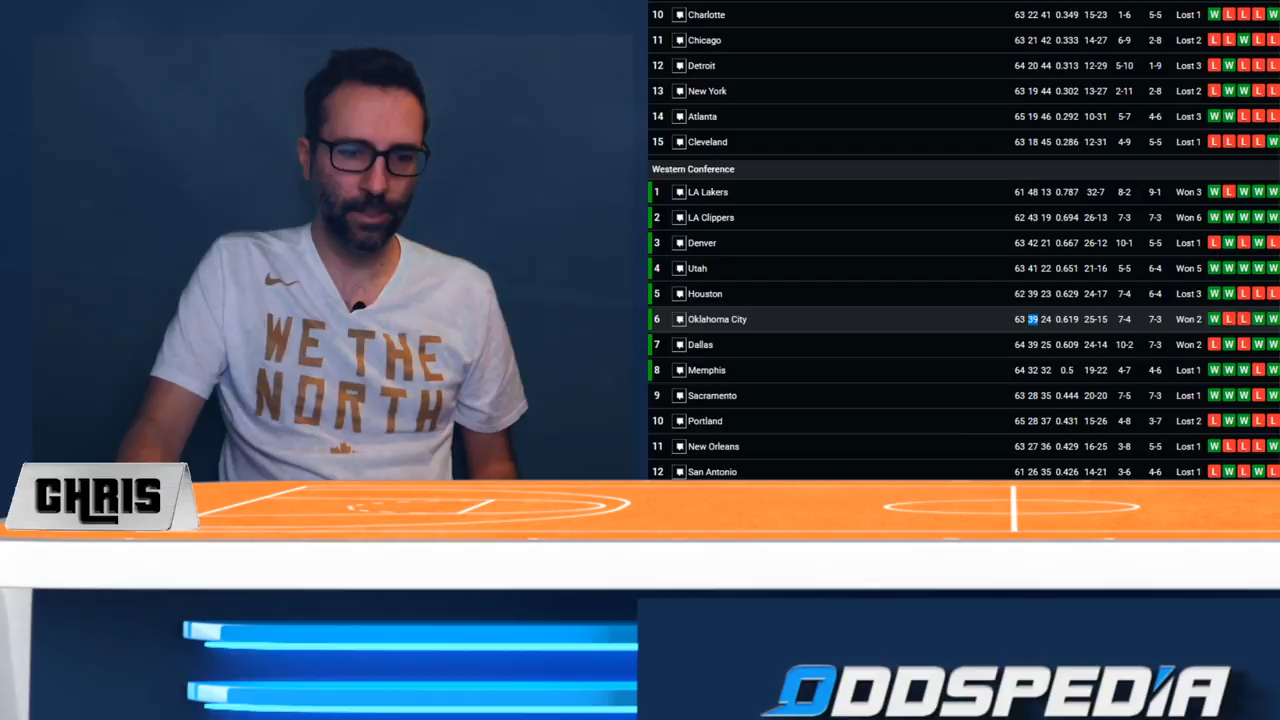 10 Charlotte 63 22 41 0.349 15-23 1-6 5-5 Lost 1 W L L L W
11 Chicago 63 21 42 0.333 14-27 6-9 2-8 Lost 2 L L W L L
12 Detroit 64 20 44 0.313 12-29 5-10 1-9 Lost 3 L W L L L
13 New York 63 19 44 0.302 13-27 2-11 2-8 Lost 2 L W W L L
14 Atlanta 65 19 46 0.292 10-31 5-7 4-6 Lost 3 W W L L L
15 Cleveland 63 18 45 0.286 12-31 4-9 5-5 Lost 1 L L L L W
Western Conference
1 LA Lakers 61 48 13 0.787 32-7 8-2 9-1 Won 3 W L W W W
2 LA Clippers 62 43 19 0.694 26-13 7-3 7-3 Won 6 W W W W W
3 Denver 63 42 21 0.667 26-12 10-1 5-5 Lost 1 L W L W L
4 Utah 63 41 22 0.651 21-16 5-5 6-4 Won 5 W W W W W
5 Houston 62 39 23 0.629 24-17 7-4 6-4 Lost 3 W W L L L
6 Oklahoma City 63 39 24 0.619 25-15 7-4 7-3 Won 2 W L L W W
7 Dallas 64 39 25 0.609 24-14 10-2 7-3 Won 2 L W L W W
8 Memphis 64 32 32 0.5 19-22 4-7 4-6 Lost 1 W W W L W
9 Sacramento 63 28 35 0.444 20-20 7-5 7-3 Lost 1 W W W L W
10 Portland 65 28 37 0.431 15-26 4-8 3-7 Lost 2 L W W L L
11 New Orleans 63 27 36 0.429 16-25 3-8 5-5 Lost 1 W L L L W
12 San Antonio 61 26 35 0.426 14-21 3-6 4-6 Lost 1 L W L W L
WE THE
NORTH
CHRIS
ODDSPEDIA